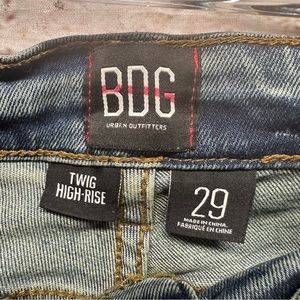 BDG
URBAN OUTFITTERS
TWIG
HIGH-RISE
29
MADE IN CHINA
FABRIQUÉ EN CHINE